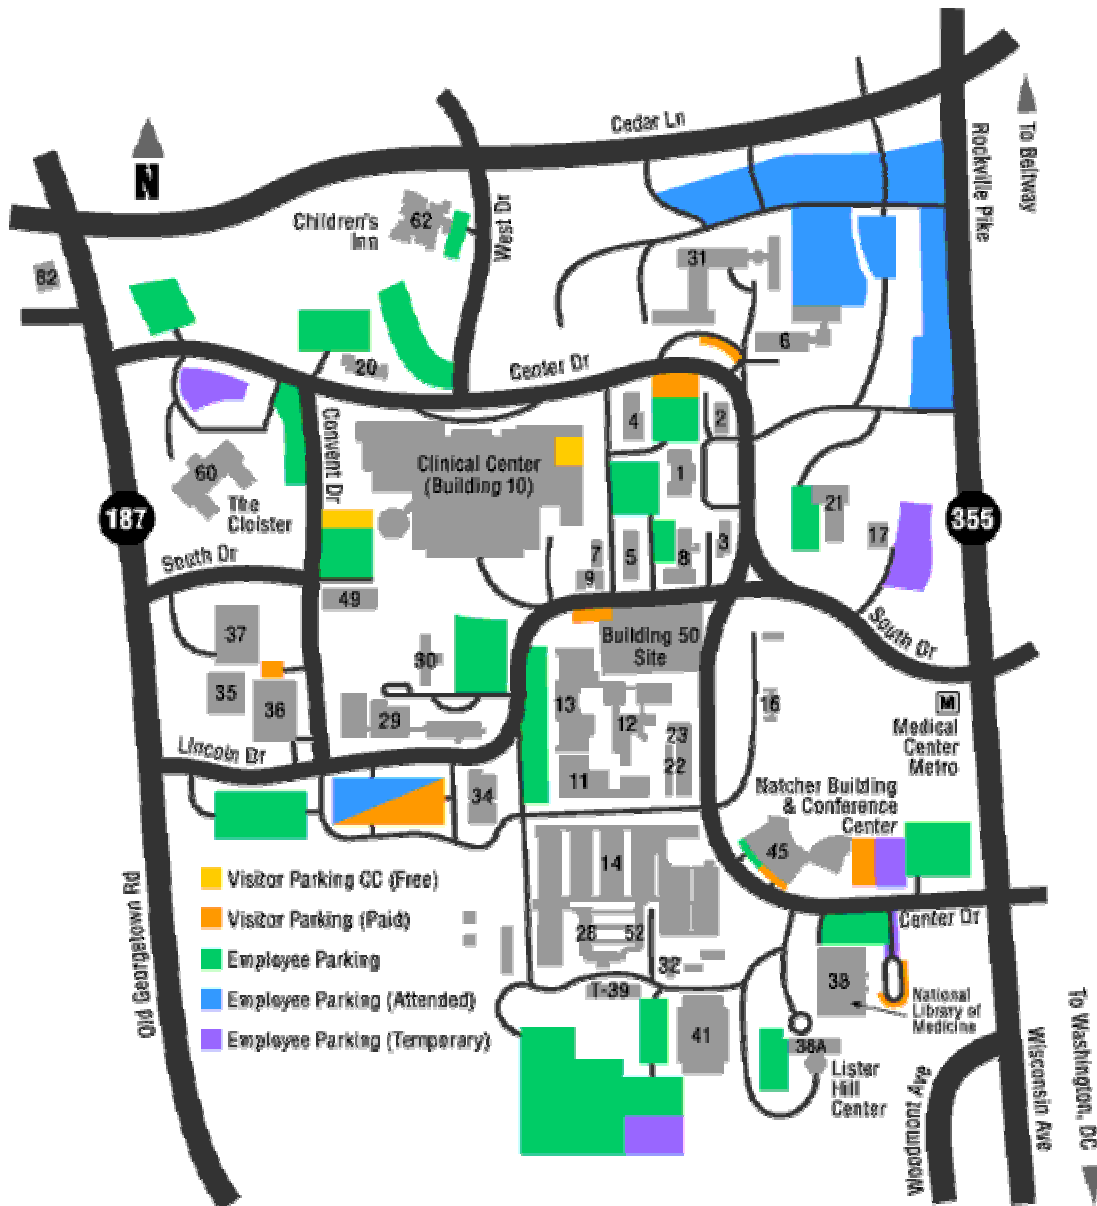 Cedar Ln
To Beltway
Rockville Pike
N
Children's
Inn
62
West Dr
82
31
6
20
Center Dr
4
2
Convent Dr
Clinical Center
(Building 10)
1
60
The
Cloister
187
355
21
17
South Dr
7
5
8
3
9
49
Building 50
Site
South Dr
37
30
35
36
13
12
16
M
Medical
Center
Metro
29
23
22
11
Lincoln Dr
34
Natcher Building
& Conference
Center
45
14
Old Georgetown Rd
Visitor Parking CC (Free)
Visitor Parking (Paid)
Employee Parking
Employee Parking (Attended)
Employee Parking (Temporary)
28
52
32
Center Dr
T-39
38
National
Library of
Medicine
41
38A
Lister
Hill
Center
Woodmont Ave
Wisconsin Ave
To Washington, DC